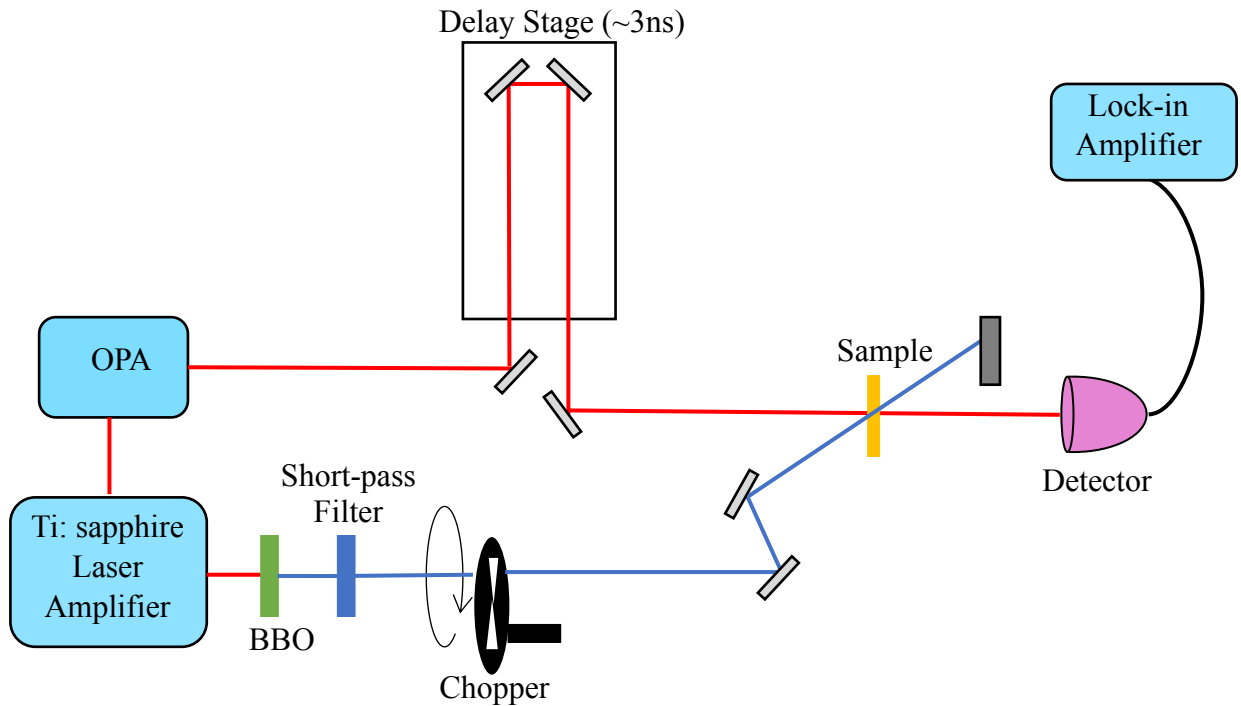 Delay Stage (~3ns)
Lock-in
Amplifier
OPA
Sample
Detector
Short-pass
Filter
Ti: sapphire
Laser
Amplifier
BBO
Chopper